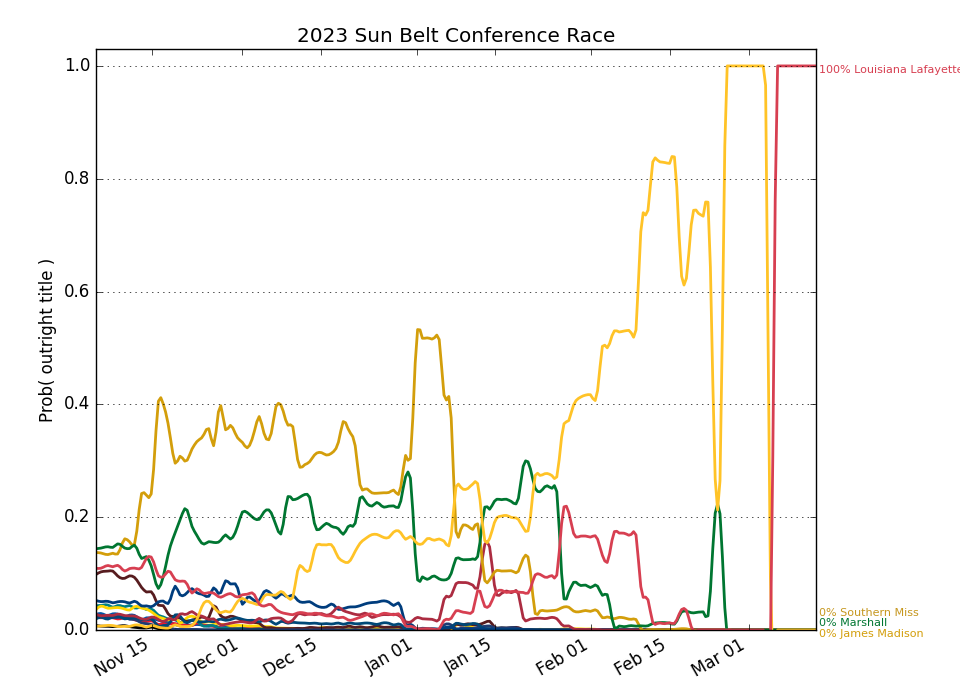 2023 Sun Belt Conference Race
1.0
0.8
0.6
0.4
0.2
0.0
Prob( outright title )
Nov 15
Dec 01
Dec 15
Jan 01
Jan 15
Feb 01
Feb 15
Mar 01
100% Louisiana Lafayette
0% Southern Miss
0% Marshall
0% James Madison